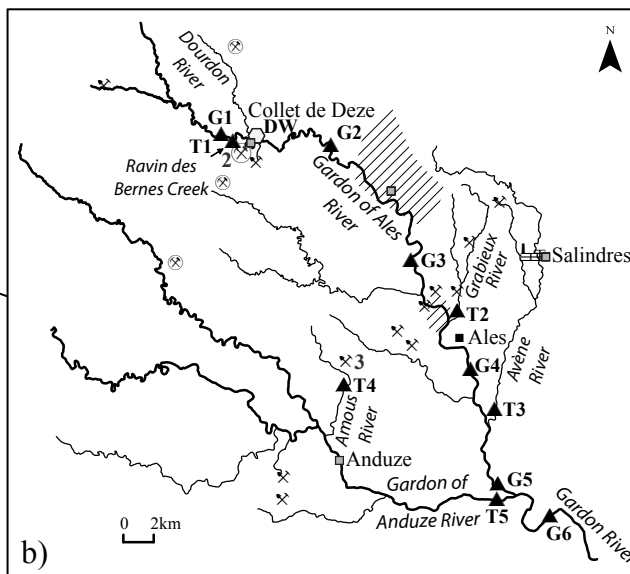 N
Dourdon
River
Collet de Deze
G1
DW
G2
T1
2
Ravin des
Bernes Creek
Gardon of Ales
River
Grabieux
River
L
Salindres
G3
T2
Ales
Avène
River
3
G4
T4
T3
Amous
River
Anduze
Gardon of
Anduze River
G5
T5
Gardon River
G6
0 2km
b)